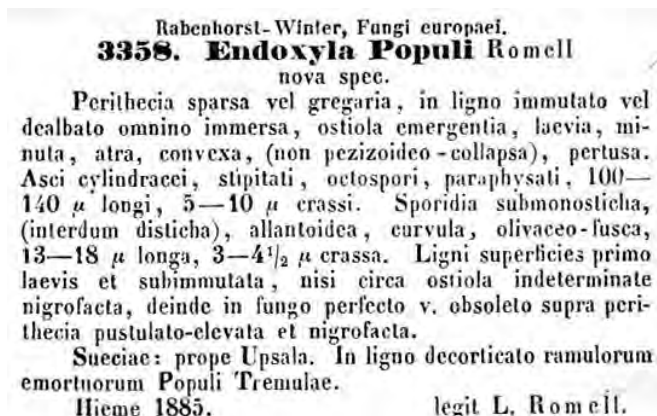 Rabenhorst-Winter, Fungi europaei.
3358. Endoxyla Populi Romell
nova spec.
Perithecia sparsa vel gregaria, in ligno immutato vel
dealbato omnino immersa, ostiola emergentia, laevia, mi-
nuta, atra, convexa, (non pezizoideo-collapsa), pertusa.
Asci cylindracei, stipitati, octospori, paraphysati, 100—
140 µ longi, 5—10 µ crassi. Sporidia submonosticha,
(interdum disticha), allantoidea, curvula, olivaceo-fusca,
13—18 µ longa, 3—4 1/2 µ crassa. Ligni superficies primo
laevis et subimmutata, nisi circa ostiola indeterminate
nigrofacta, deinde in fungo perfecto v. obsoleto supra peri-
thecia pustulato-elevata et nigrofacta.
Sueciae: prope Upsala. In ligno decorticato ramulorum
emortuorum Populi Tremulae.
Hieme 1885. legit L. Romell.